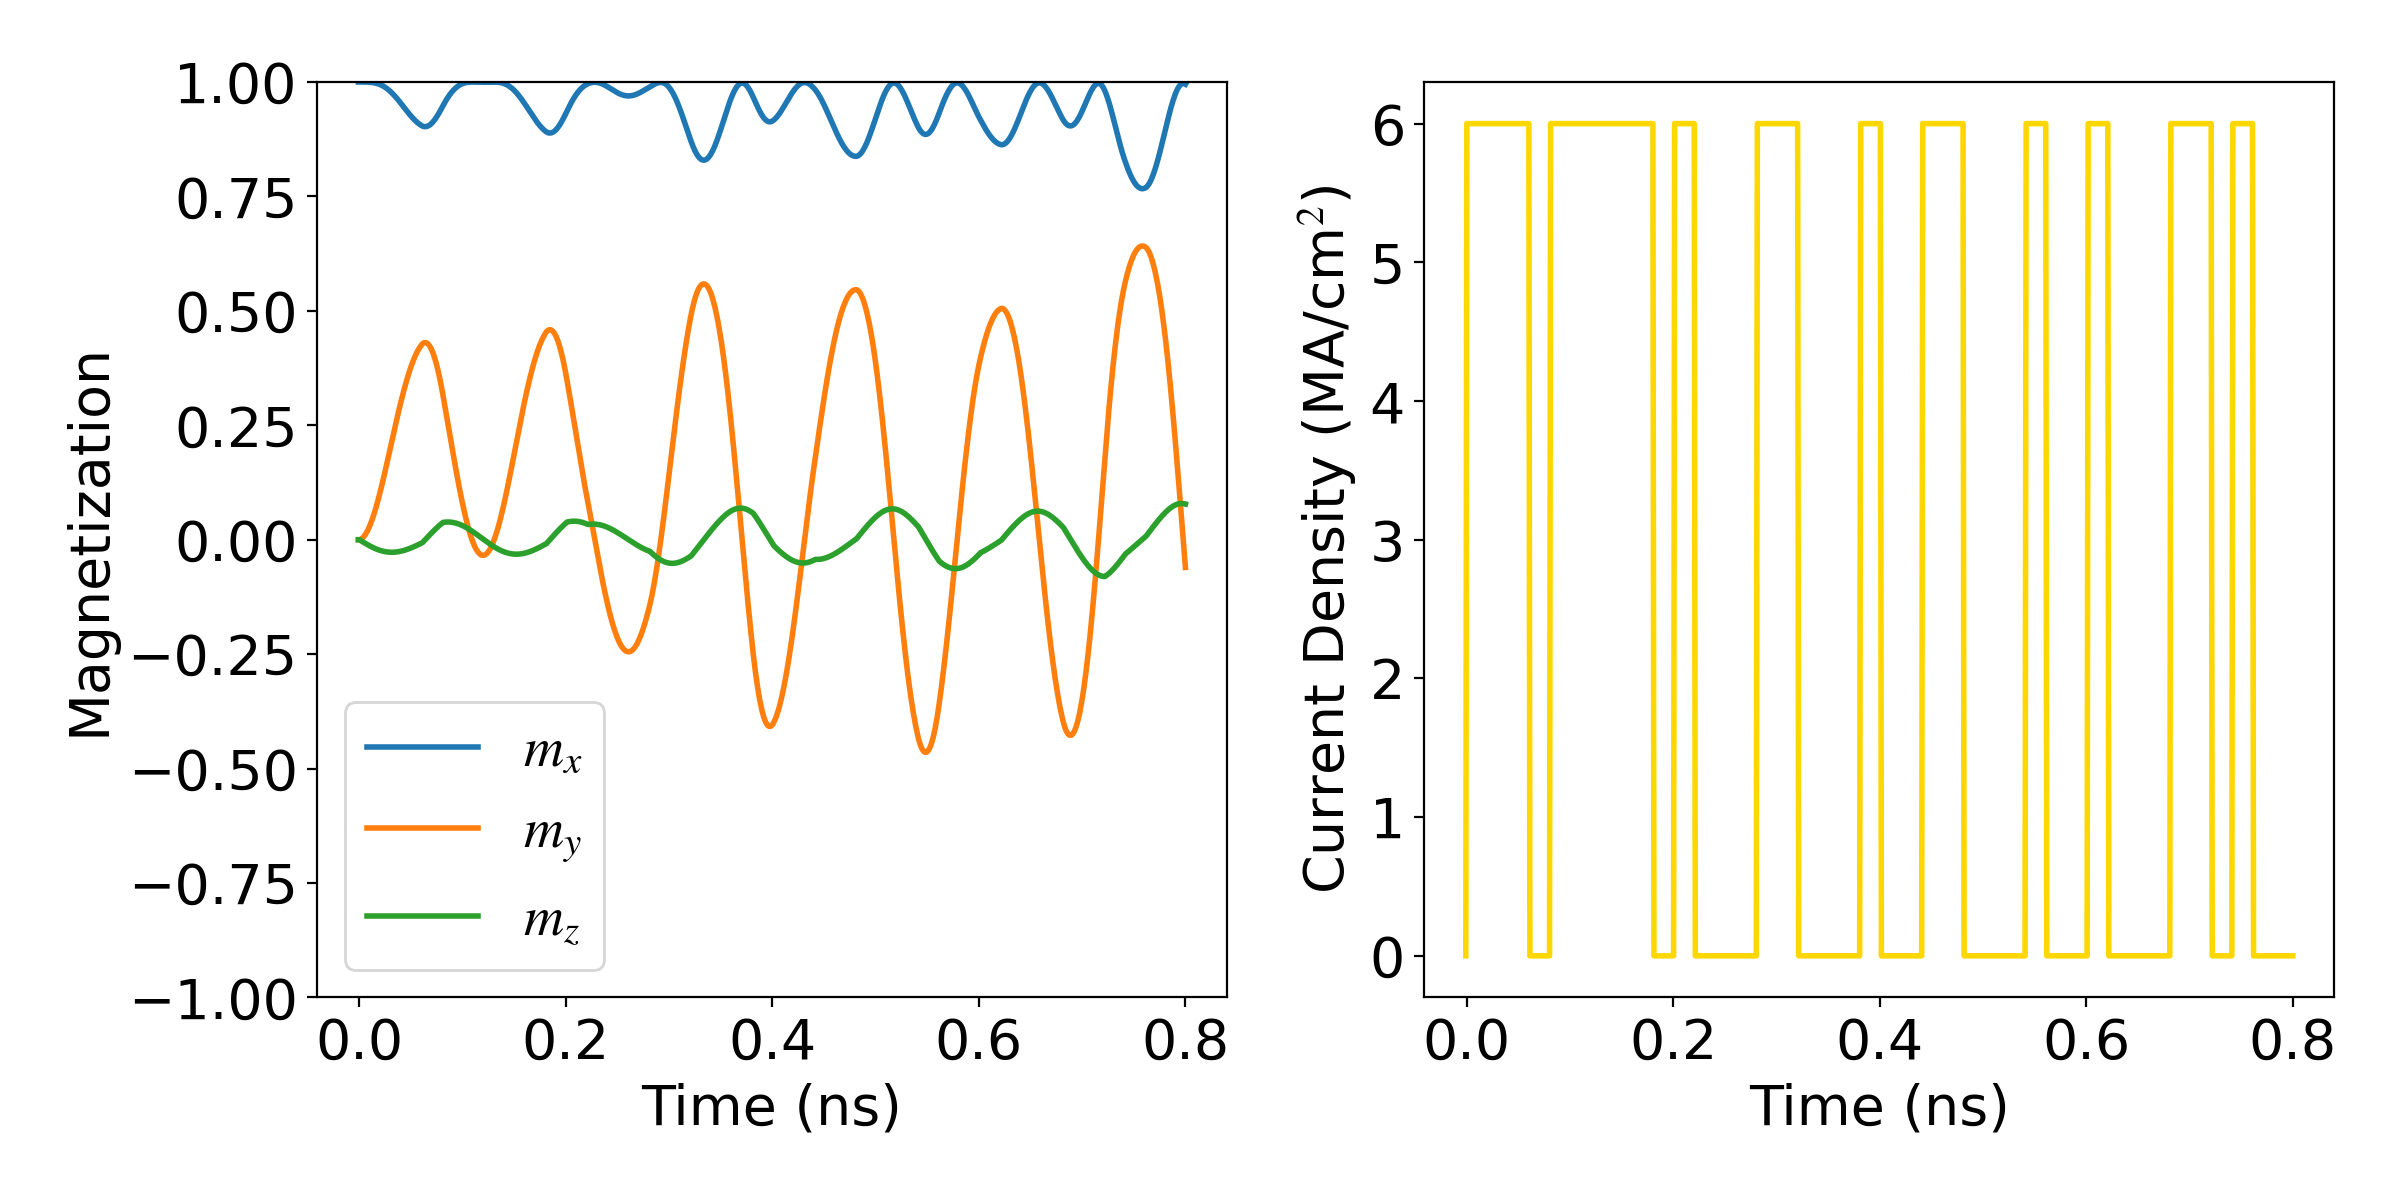 Magnetization
1.00
0.75
0.50
0.25
0.00
−0.25
−0.50
−0.75
−1.00
0.0 0.2 0.4 0.6 0.8
Time (ns)
m_x
m_y
m_z
Current Density (MA/cm²)
6
5
4
3
2
1
0
0.0 0.2 0.4 0.6 0.8
Time (ns)